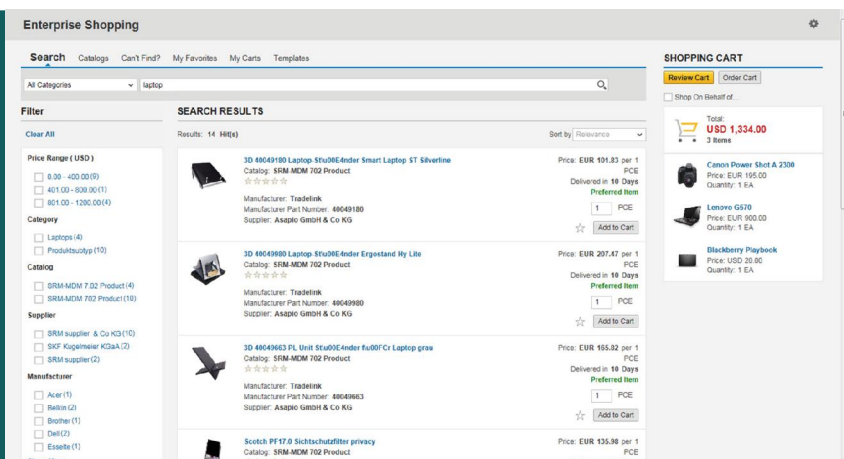 Enterprise Shopping
Search Catalogs Can't Find? My Favorites My Carts Templates
All Categories laptop
Filter
Clear All
Price Range ( USD )
0.00 - 400.00 (9)
401.00 - 800.00 (1)
801.00 - 1200.00 (4)
Category
Laptops (4)
Produktsubtyp (10)
Catalog
SRM-MDM 7.02 Product (4)
SRM-MDM 702 Product (10)
Supplier
SRM supplier & Co KG (10)
SKF Kugelmeier KGaA (2)
SRM supplier (2)
Manufacturer
Acer (1)
Belkin (2)
Brother (1)
Dell (2)
Esselte (1)
SEARCH RESULTS
Results: 14 Hit(s)
Sort by Relevance
3D 40049180 Laptop-St\u00E4nder Smart Laptop ST Silverline
Catalog: SRM-MDM 702 Product
Manufacturer: Tradelink
Manufacturer Part Number: 40049180
Supplier: Asapio GmbH & Co KG
Price: EUR 101.83 per 1
PCE
Delivered in 10 Days
Preferred Item
1 PCE
Add to Cart
3D 40049980 Laptop-St\u00E4nder Ergostand Hy Lite
Catalog: SRM-MDM 702 Product
Manufacturer: Tradelink
Manufacturer Part Number: 40049980
Supplier: Asapio GmbH & Co KG
Price: EUR 207.47 per 1
PCE
Delivered in 10 Days
Preferred Item
1 PCE
Add to Cart
3D 40049663 PL Unit St\u00E4nder f\u00FCr Laptop grau
Catalog: SRM-MDM 702 Product
Manufacturer: Tradelink
Manufacturer Part Number: 40049663
Supplier: Asapio GmbH & Co KG
Price: EUR 165.82 per 1
PCE
Delivered in 10 Days
Preferred Item
1 PCE
Add to Cart
Scotch PF17.0 Sichtschutzfilter privacy
Catalog: SRM-MDM 702 Product
Price: EUR 135.98 per 1
PCE
SHOPPING CART
Review Cart Order Cart
Shop On Behalf of...
Total:
USD 1,334.00
3 Items
Canon Power Shot A 2300
Price: EUR 195.00
Quantity: 1 EA
Lenovo G570
Price: EUR 900.00
Quantity: 1 EA
Blackberry Playbook
Price: USD 20.00
Quantity: 1 EA